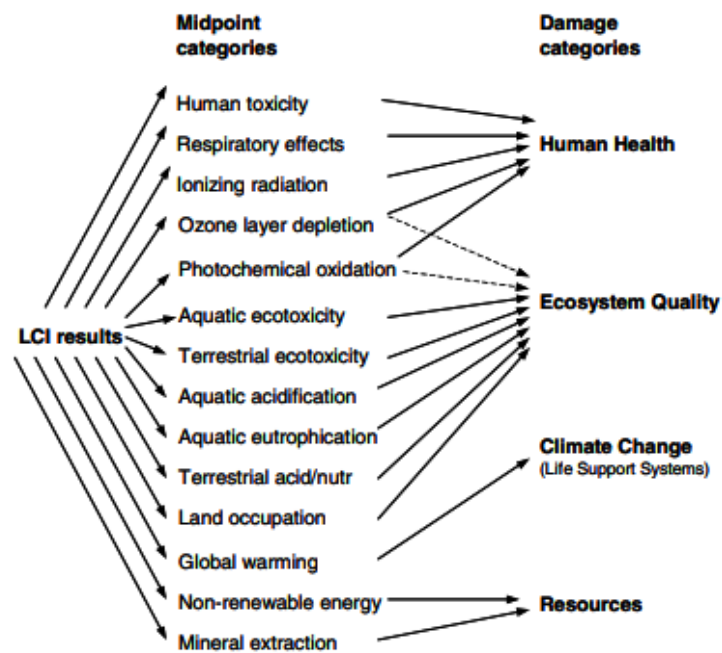 Midpoint
categories
Damage
categories
Human toxicity
Respiratory effects
Human Health
Ionizing radiation
Ozone layer depletion
Photochemical oxidation
Ecosystem Quality
Aquatic ecotoxicity
LCI results
Terrestrial ecotoxicity
Aquatic acidification
Aquatic eutrophication
Climate Change
(Life Support Systems)
Terrestrial acid/nutr
Land occupation
Global warming
Non-renewable energy
Resources
Mineral extraction